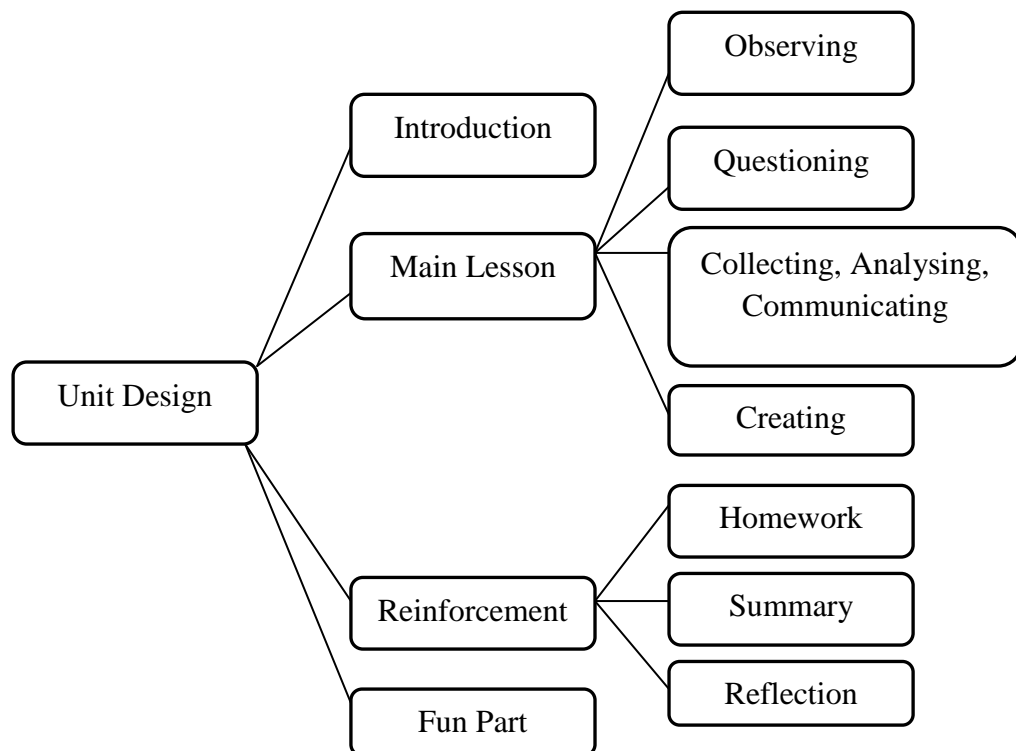 Unit Design
Introduction
Main Lesson
Observing
Questioning
Collecting, Analysing,
Communicating
Creating
Reinforcement
Homework
Summary
Reflection
Fun Part